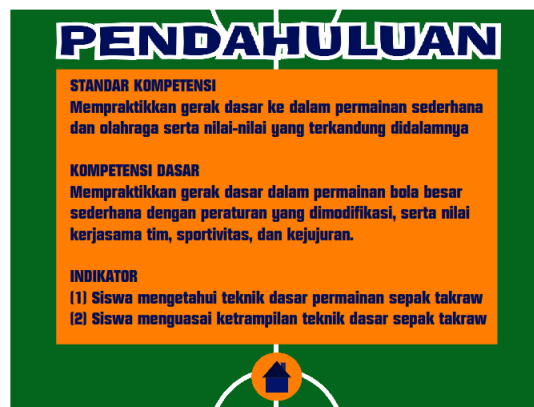 PENDAHULUAN
STANDAR KOMPETENSI
Mempraktikkan gerak dasar ke dalam permainan sederhana
dan olahraga serta nilai-nilai yang terkandung didalamnya
KOMPETENSI DASAR
Mempraktikkan gerak dasar dalam permainan bola besar
sederhana dengan peraturan yang dimodifikasi, serta nilai
kerjasama tim, sportivitas, dan kejujuran.
INDIKATOR
(1) Siswa mengetahui teknik dasar permainan sepak takraw
(2) Siswa menguasai ketrampilan teknik dasar sepak takraw